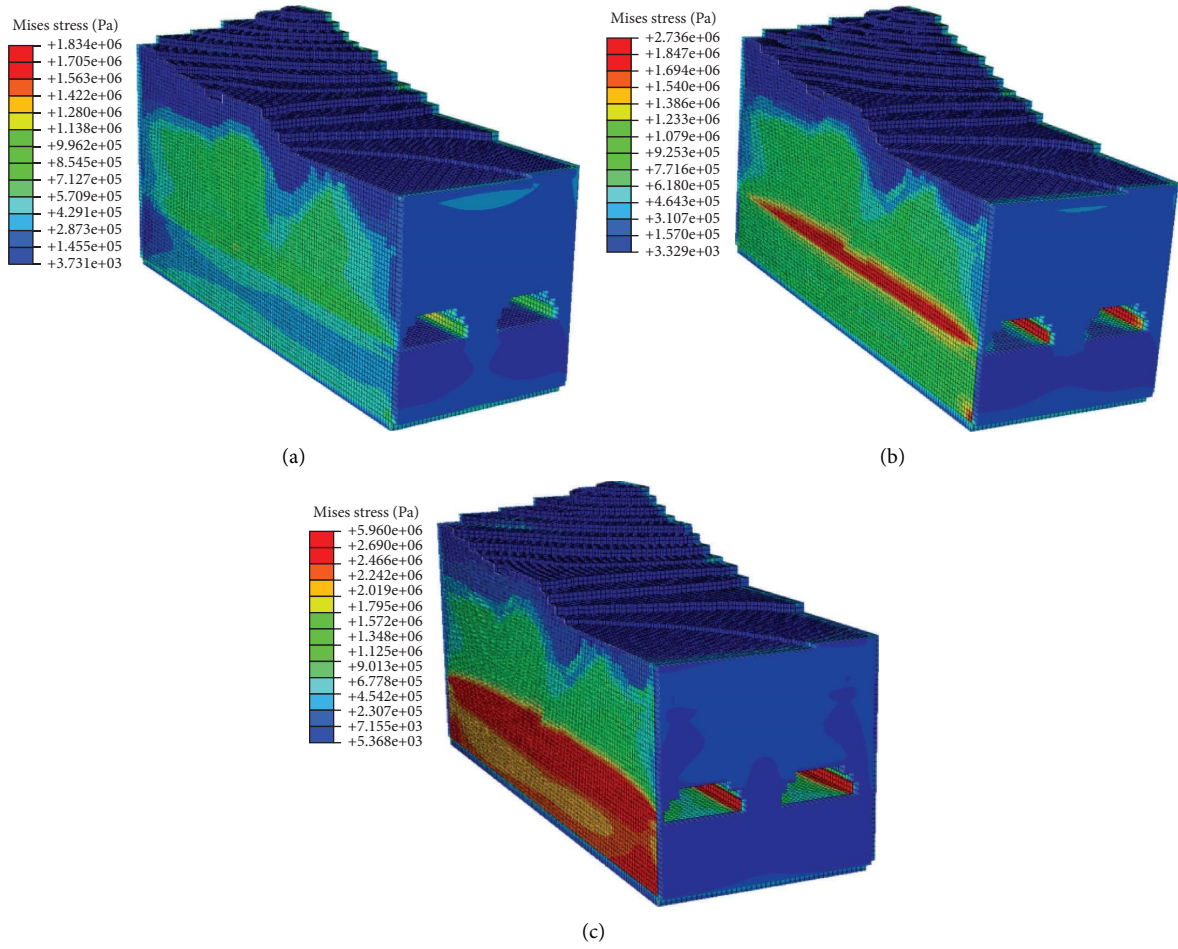 Mises stress (Pa)
+1.834e+06
+1.705e+06
+1.563e+06
+1.422e+06
+1.280e+06
+1.138e+06
+9.962e+05
+8.545e+05
+7.127e+05
+5.709e+05
+4.291e+05
+2.873e+05
+1.455e+05
+3.731e+03
(a)
Mises stress (Pa)
+2.736e+06
+1.847e+06
+1.694e+06
+1.540e+06
+1.386e+06
+1.233e+06
+1.079e+06
+9.253e+05
+7.716e+05
+6.180e+05
+4.643e+05
+3.107e+05
+1.570e+05
+3.329e+03
(b)
Mises stress (Pa)
+5.960e+06
+2.690e+06
+2.466e+06
+2.242e+06
+2.019e+06
+1.795e+06
+1.572e+06
+1.348e+06
+1.125e+06
+9.013e+05
+6.778e+05
+4.542e+05
+2.307e+05
+7.155e+03
+5.368e+03
(c)